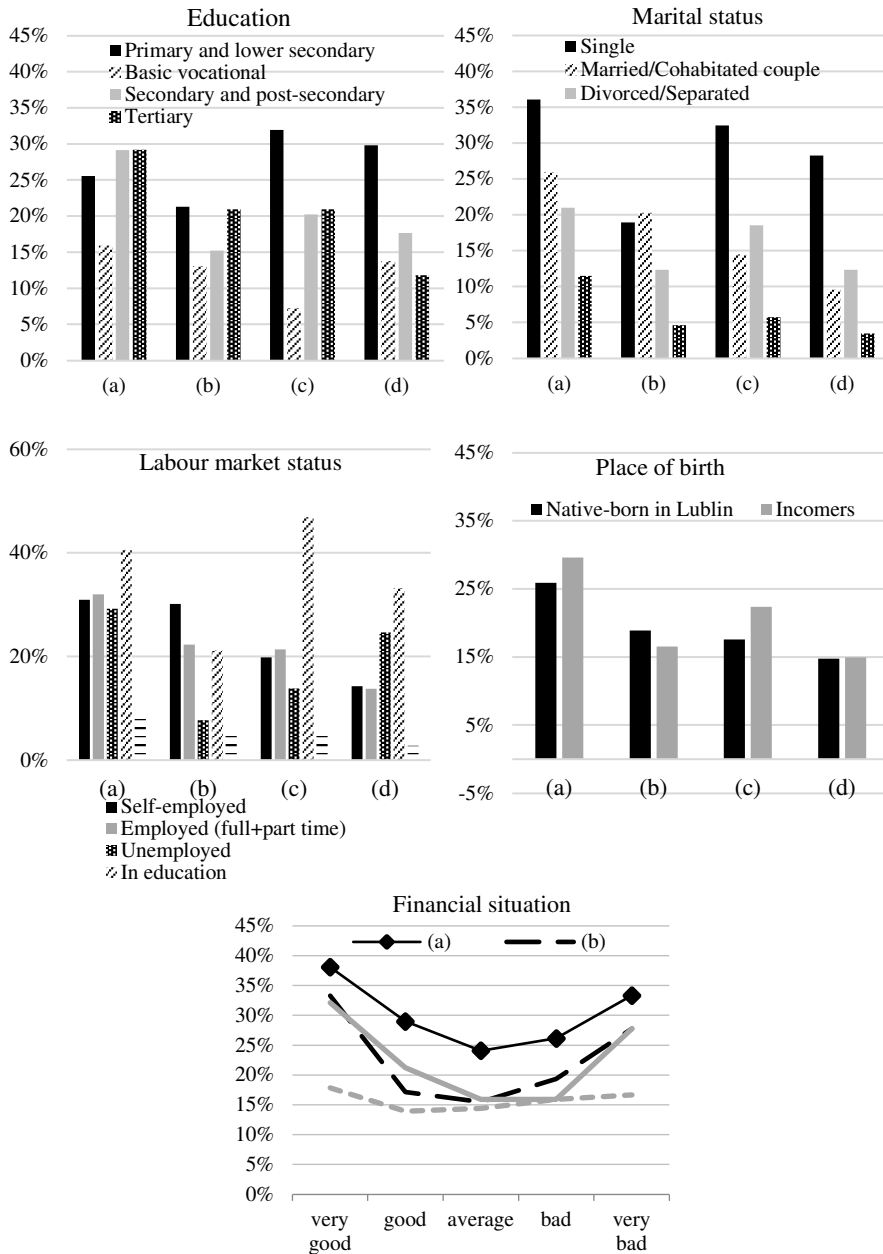 Education
45%
40%
35%
30%
25%
20%
15%
10%
5%
0%
Primary and lower secondary
Basic vocational
Secondary and post-secondary
Tertiary
(a) (b) (c) (d)
Marital status
45%
40%
35%
30%
25%
20%
15%
10%
5%
0%
Single
Married/Cohabitated couple
Divorced/Separated
(a) (b) (c) (d)
Labour market status
60%
40%
20%
0%
(a) (b) (c) (d)
Self-employed
Employed (full+part time)
Unemployed
In education
Place of birth
45%
35%
25%
15%
5%
-5%
Native-born in Lublin Incomers
(a) (b) (c) (d)
Financial situation
45%
40%
35%
30%
25%
20%
15%
10%
5%
0%
(a) (b)
very good average bad very
good bad